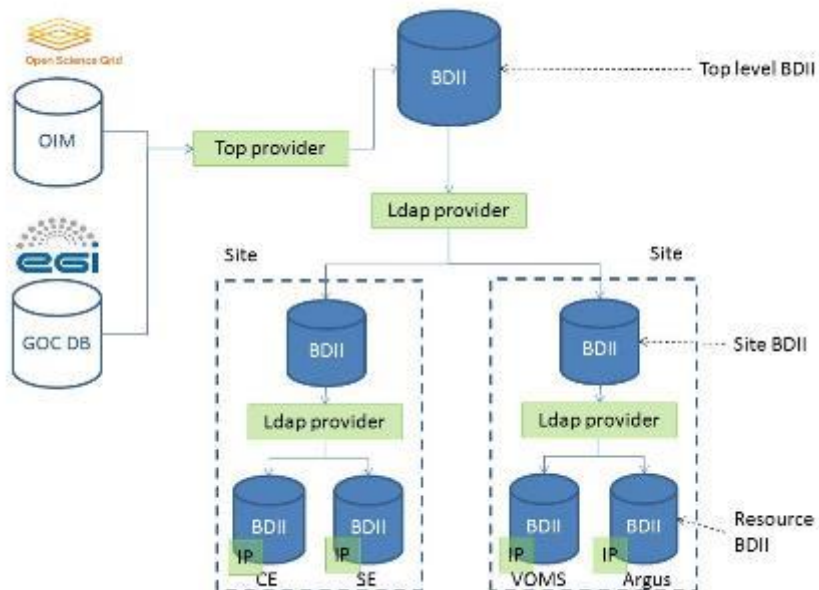 Open Science Grid
BDII
Top level BDII
OIM
Top provider
Ldap provider
egi
Site
Site
GOC DB
BDII
BDII
Site BDII
Ldap provider
Ldap provider
BDII
BDII
BDII
BDII
Resource
BDII
IP
IP
IP
IP
CE
SE
VOMS
Argus